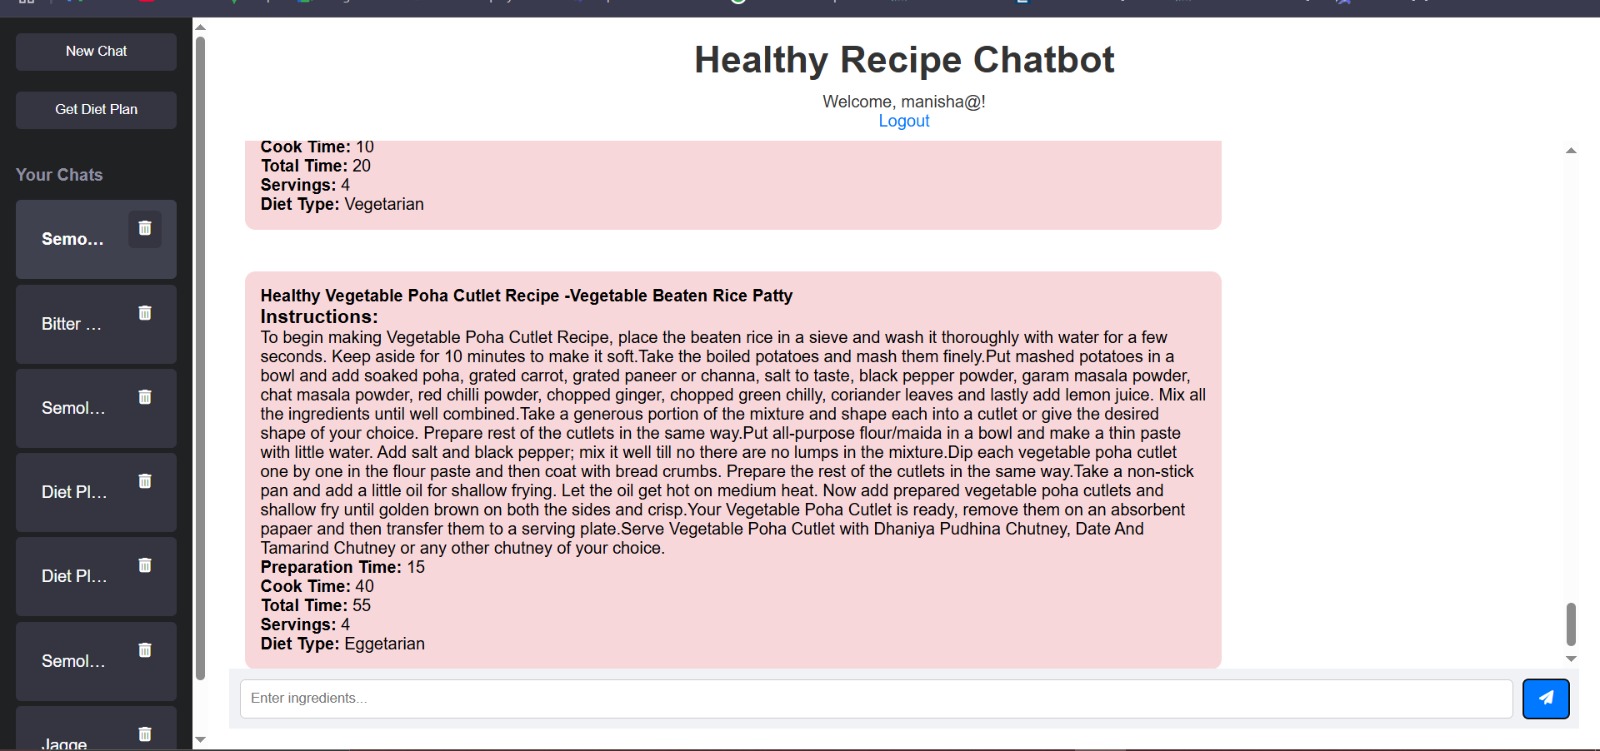 New Chat
Get Diet Plan
Your Chats
Semo...
Bitter ...
Semol...
Diet Pl...
Diet Pl...
Semol...
Jagge
Healthy Recipe Chatbot
Welcome, manisha@!
Logout
Cook Time: 10
Total Time: 20
Servings: 4
Diet Type: Vegetarian
Healthy Vegetable Poha Cutlet Recipe -Vegetable Beaten Rice Patty
Instructions:
To begin making Vegetable Poha Cutlet Recipe, place the beaten rice in a sieve and wash it thoroughly with water for a few
seconds. Keep aside for 10 minutes to make it soft.Take the boiled potatoes and mash them finely.Put mashed potatoes in a
bowl and add soaked poha, grated carrot, grated paneer or channa, salt to taste, black pepper powder, garam masala powder,
chat masala powder, red chilli powder, chopped ginger, chopped green chilly, coriander leaves and lastly add lemon juice. Mix all
the ingredients until well combined.Take a generous portion of the mixture and shape each into a cutlet or give the desired
shape of your choice. Prepare rest of the cutlets in the same way.Put all-purpose flour/maida in a bowl and make a thin paste
with little water. Add salt and black pepper; mix it well till no there are no lumps in the mixture.Dip each vegetable poha cutlet
one by one in the flour paste and then coat with bread crumbs. Prepare the rest of the cutlets in the same way.Take a non-stick
pan and add a little oil for shallow frying. Let the oil get hot on medium heat. Now add prepared vegetable poha cutlets and
shallow fry until golden brown on both the sides and crisp.Your Vegetable Poha Cutlet is ready, remove them on an absorbent
papaer and then transfer them to a serving plate.Serve Vegetable Poha Cutlet with Dhaniya Pudhina Chutney, Date And
Tamarind Chutney or any other chutney of your choice.
Preparation Time: 15
Cook Time: 40
Total Time: 55
Servings: 4
Diet Type: Eggetarian
Enter ingredients...